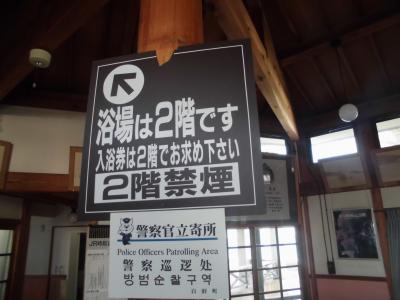 浴場は2階です
入浴券は2階でお求め下さい
2階禁煙
警察官立寄所
Police Officers Patrolling Area
警察巡逻处
방범순찰구역